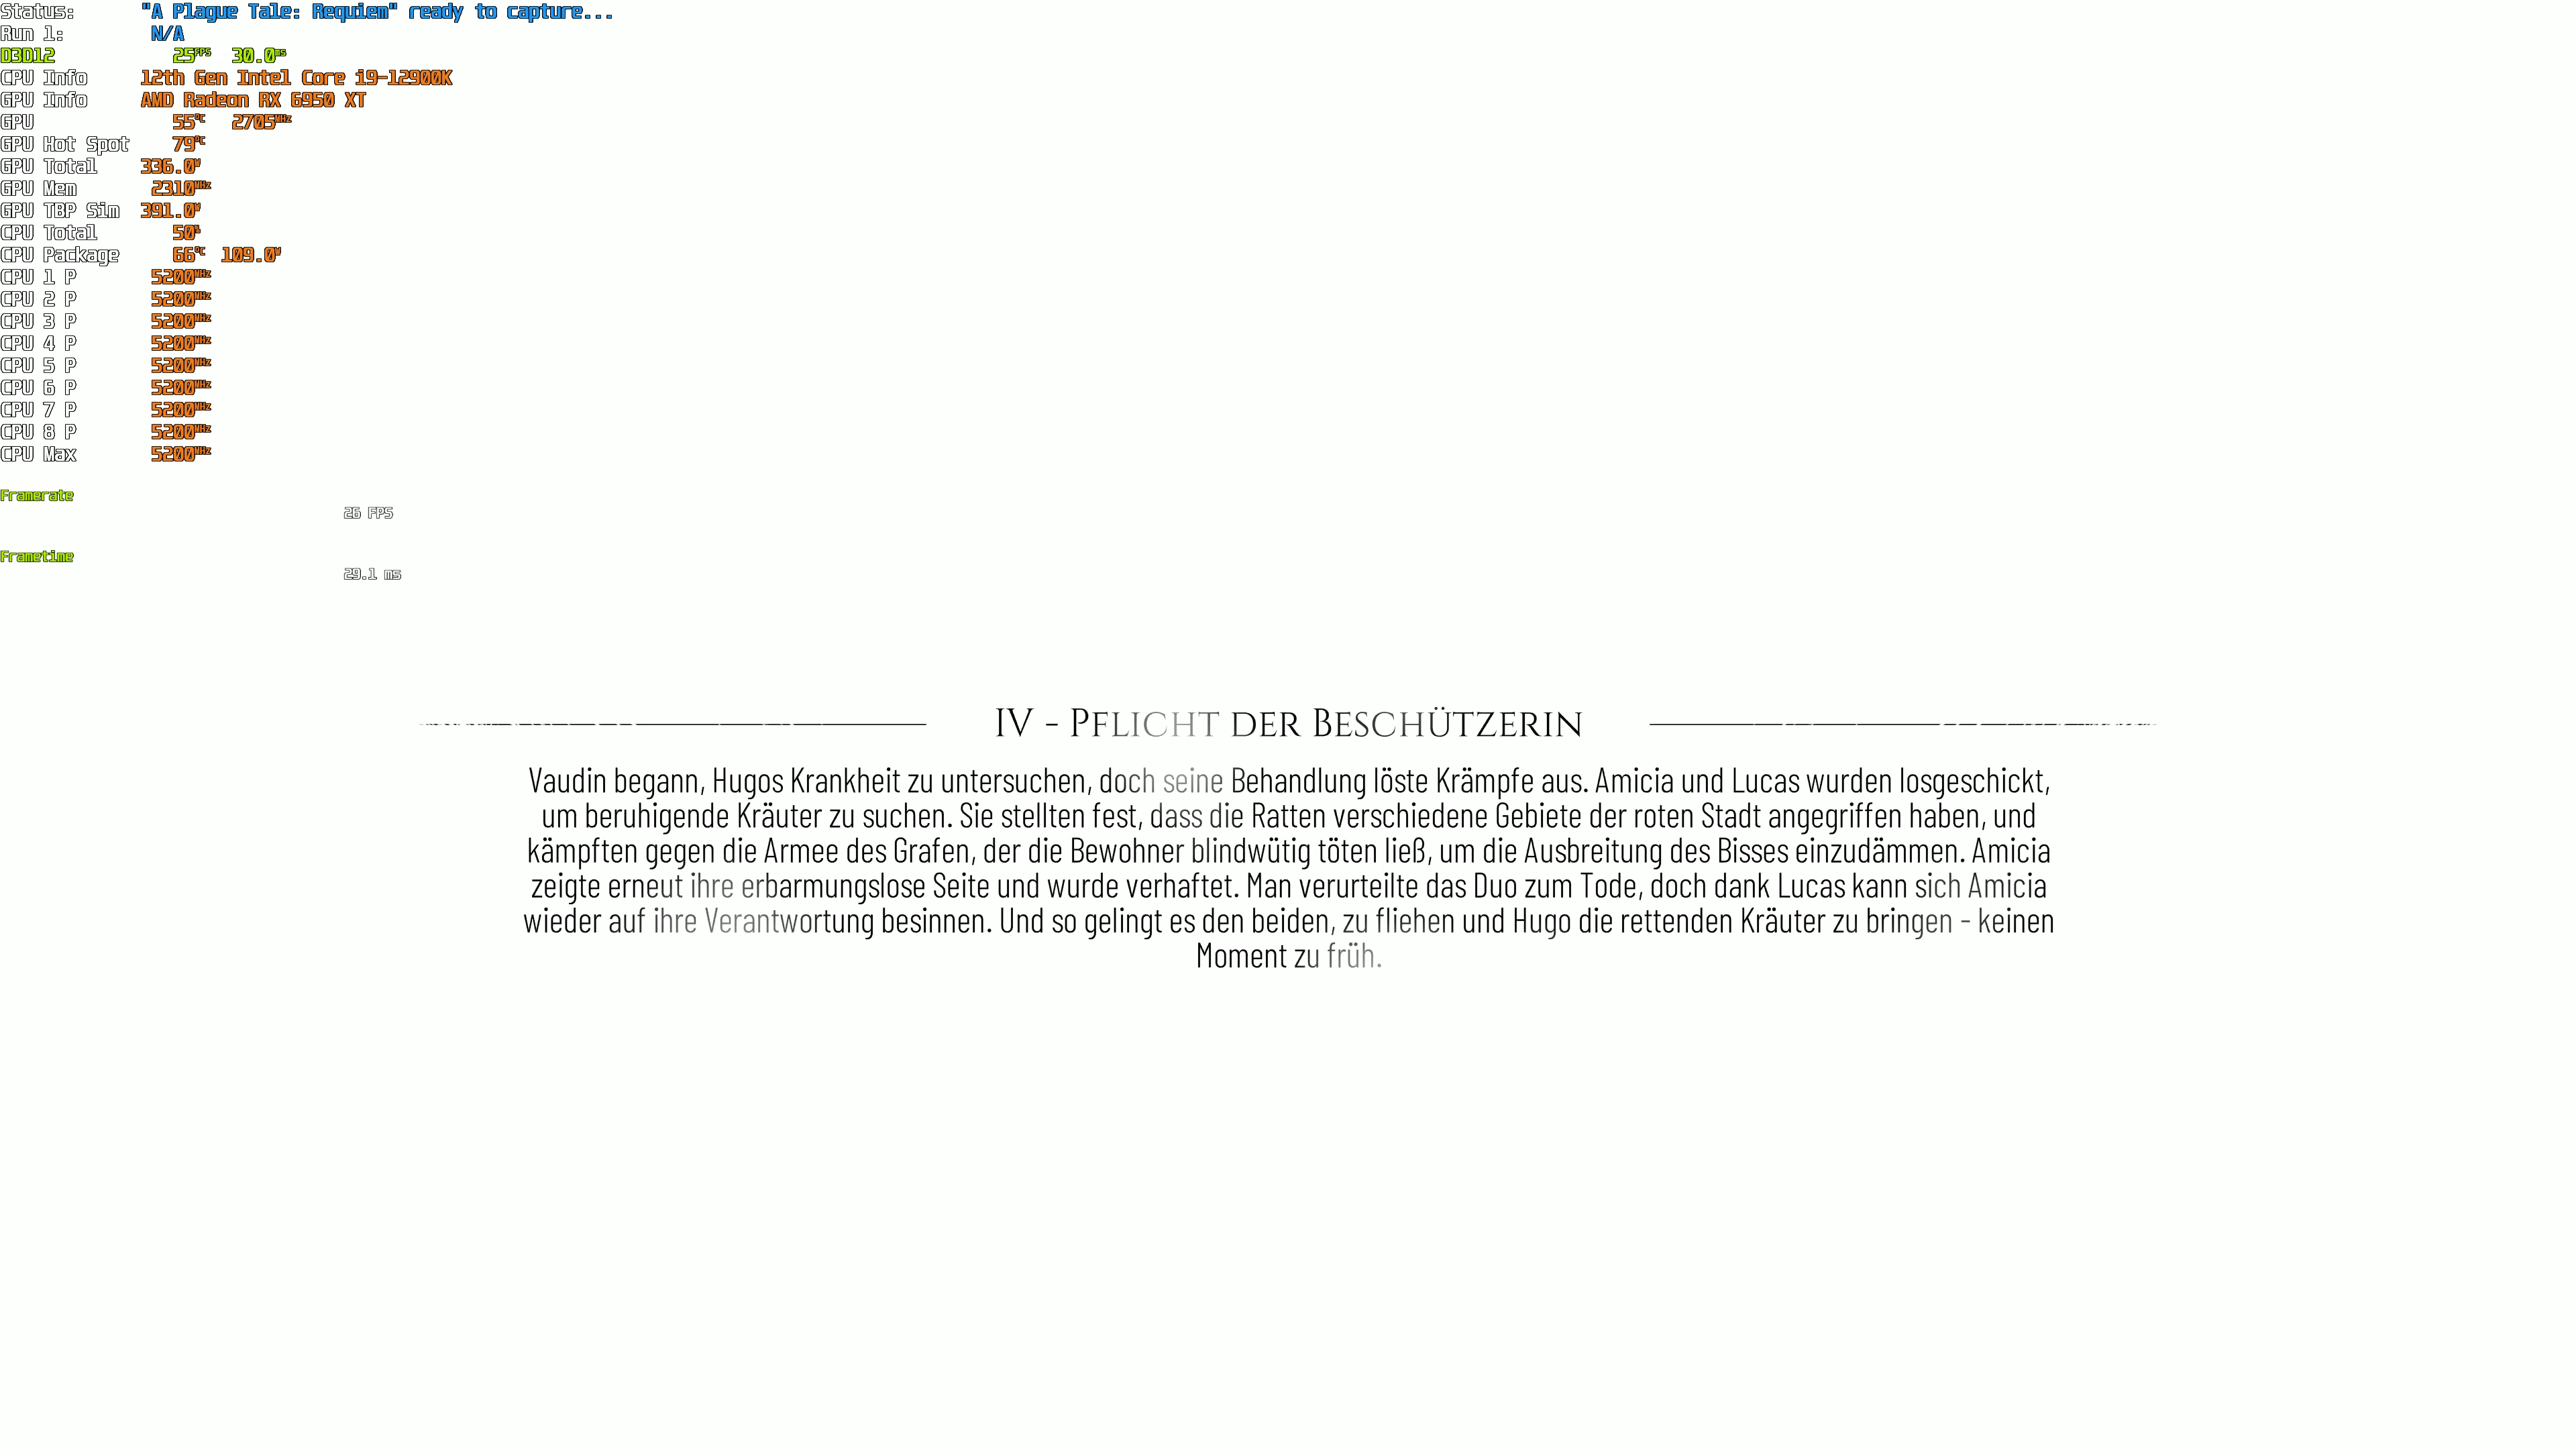 Status: "A Plague Tale: Requiem" ready to capture...
Run 1: N/A
D3D12 25FPS 30.0ms
CPU Info 12th Gen Intel Core i9-12900K
GPU Info AMD Radeon RX 6950 XT
GPU 55°C 2705MHz
GPU Hot Spot 79°C
GPU Total 336.0W
GPU Mem 2310MHz
GPU TBP Sim 391.0W
CPU Total 50%
CPU Package 66°C 109.0W
CPU 1 P 5200MHz
CPU 2 P 5200MHz
CPU 3 P 5200MHz
CPU 4 P 5200MHz
CPU 5 P 5200MHz
CPU 6 P 5200MHz
CPU 7 P 5200MHz
CPU 8 P 5200MHz
CPU Max 5200MHz
Framerate
26 FPS
Frametime
29.1 ms
IV - Pflicht der Beschützerin
Vaudin begann, Hugos Krankheit zu untersuchen, doch seine Behandlung löste Krämpfe aus. Amicia und Lucas wurden losgeschickt,
um beruhigende Kräuter zu suchen. Sie stellten fest, dass die Ratten verschiedene Gebiete der roten Stadt angegriffen haben, und
kämpften gegen die Armee des Grafen, der die Bewohner blindwütig töten ließ, um die Ausbreitung des Bisses einzudämmen. Amicia
zeigte erneut ihre erbarmungslose Seite und wurde verhaftet. Man verurteilte das Duo zum Tode, doch dank Lucas kann sich Amicia
wieder auf ihre Verantwortung besinnen. Und so gelingt es den beiden, zu fliehen und Hugo die rettenden Kräuter zu bringen - keinen
Moment zu früh.